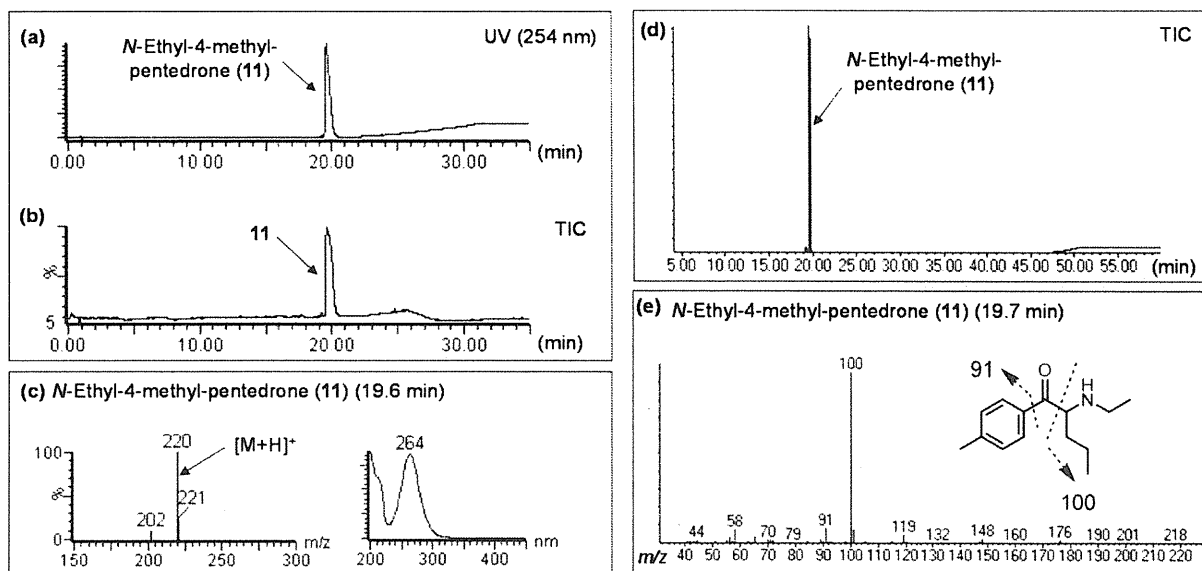 (a)
UV (254 nm)
N-Ethyl-4-methyl-
pentedrone (11)
0.00 10.00 20.00 30.00 (min)
(b)
TIC
11
%
5
0.00 10.00 20.00 30.00 (min)
(c) N-Ethyl-4-methyl-pentedrone (11) (19.6 min)
220
[M+H]+
100
%
221
202
0
150 200 250 300 m/z
264
200 300 400 nm
(d)
TIC
N-Ethyl-4-methyl-
pentedrone (11)
5.00 10.00 15.00 20.00 25.00 30.00 35.00 40.00 45.00 50.00 55.00 (min)
(e) N-Ethyl-4-methyl-pentedrone (11) (19.7 min)
100
91
O
H
N
100
44 58 70 79 91 119 132 148 160 176 190 201 218
m/z 40 50 60 70 80 90 100 110 120 130 140 150 160 170 180 190 200 210 220